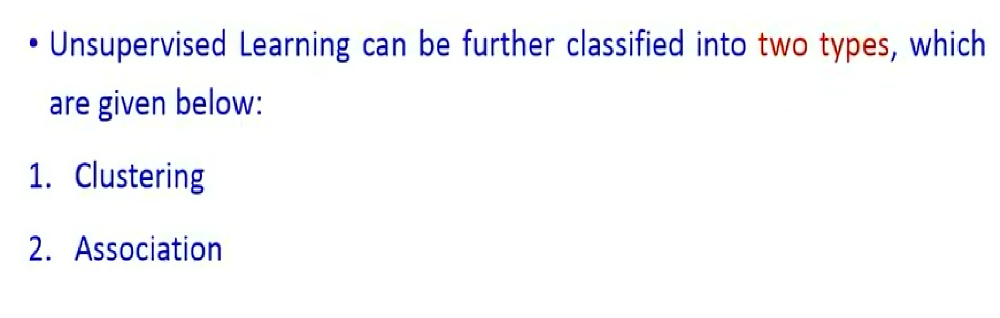 • Unsupervised Learning can be further classified into two types, which
are given below:
1. Clustering
2. Association